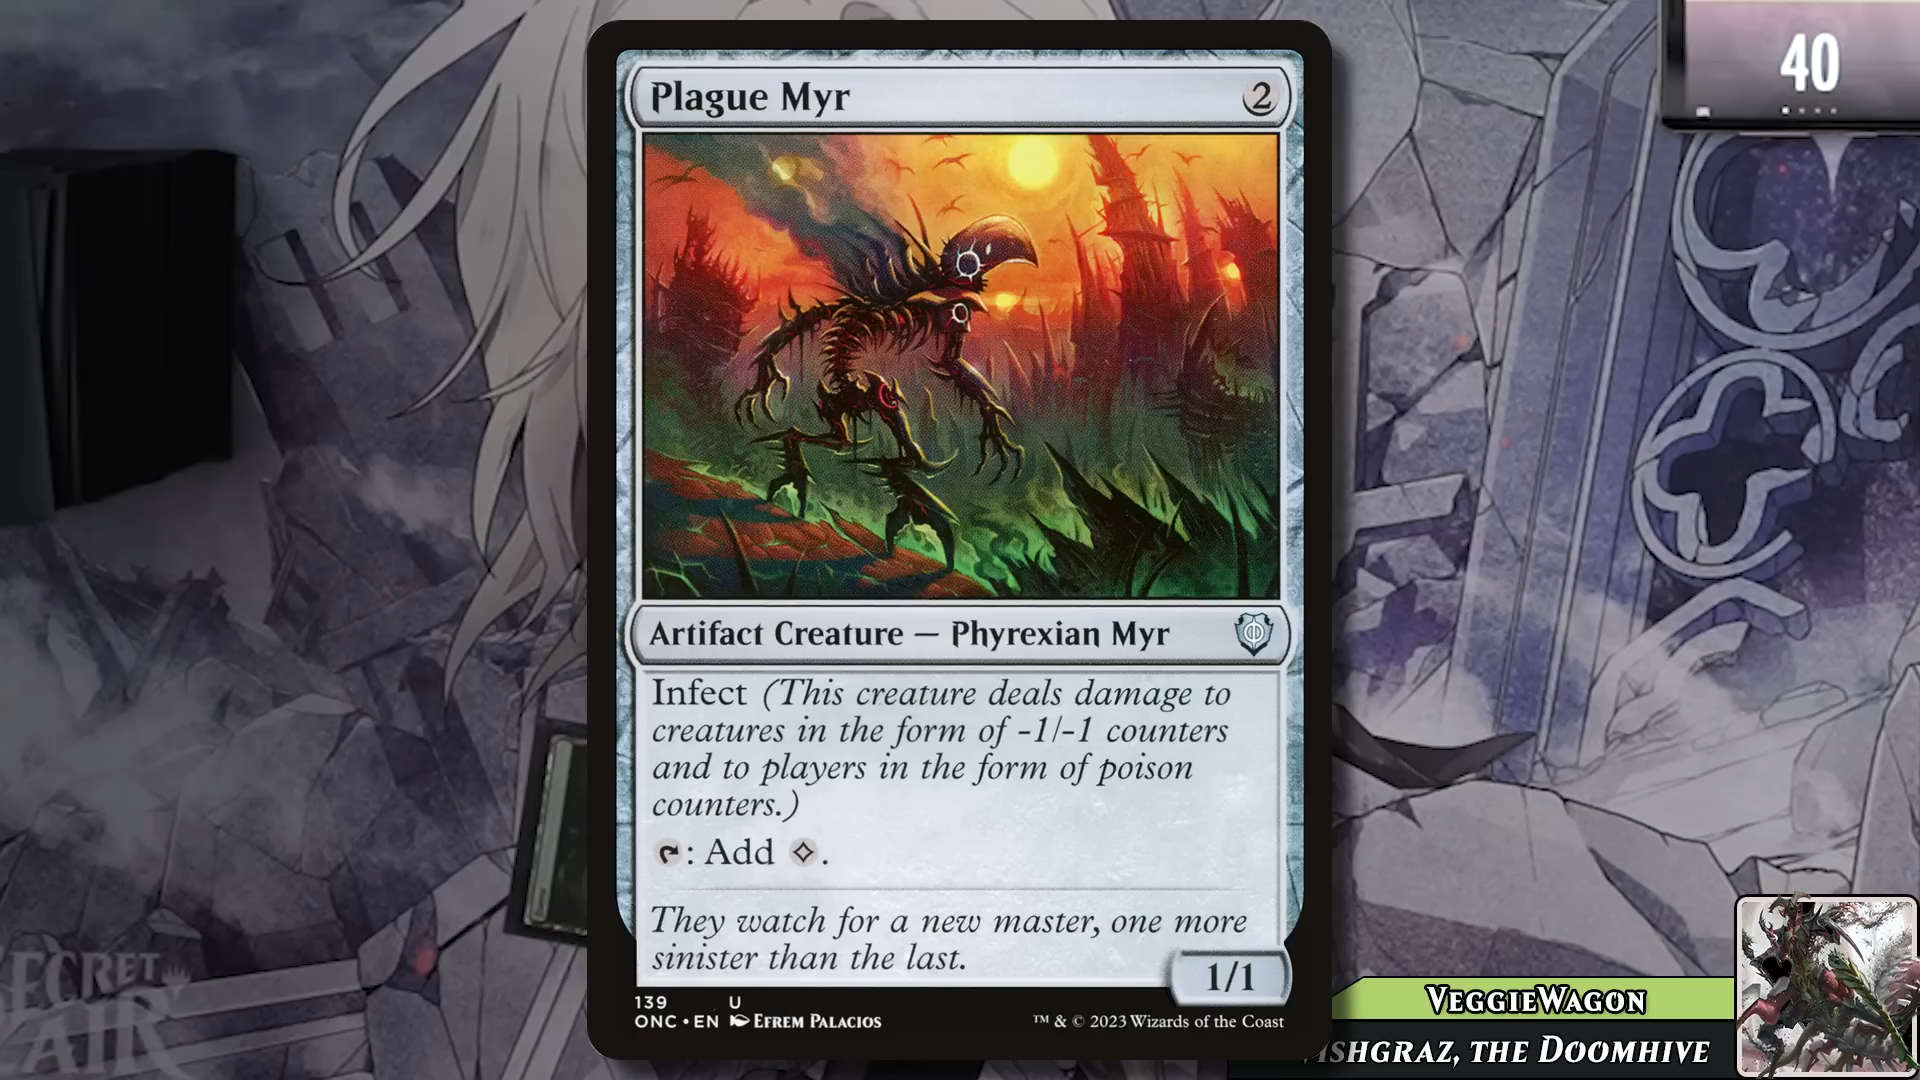 40
Plague Myr
2
Artifact Creature — Phyrexian Myr
Infect (This creature deals damage to
creatures in the form of -1/-1 counters
and to players in the form of poison
counters.)
: Add .
They watch for a new master, one more
sinister than the last.
1/1
139 U
ONC • EN Efrem Palacios
™ & © 2023 Wizards of the Coast
VeggieWagon
ishgraz, the Doomhive